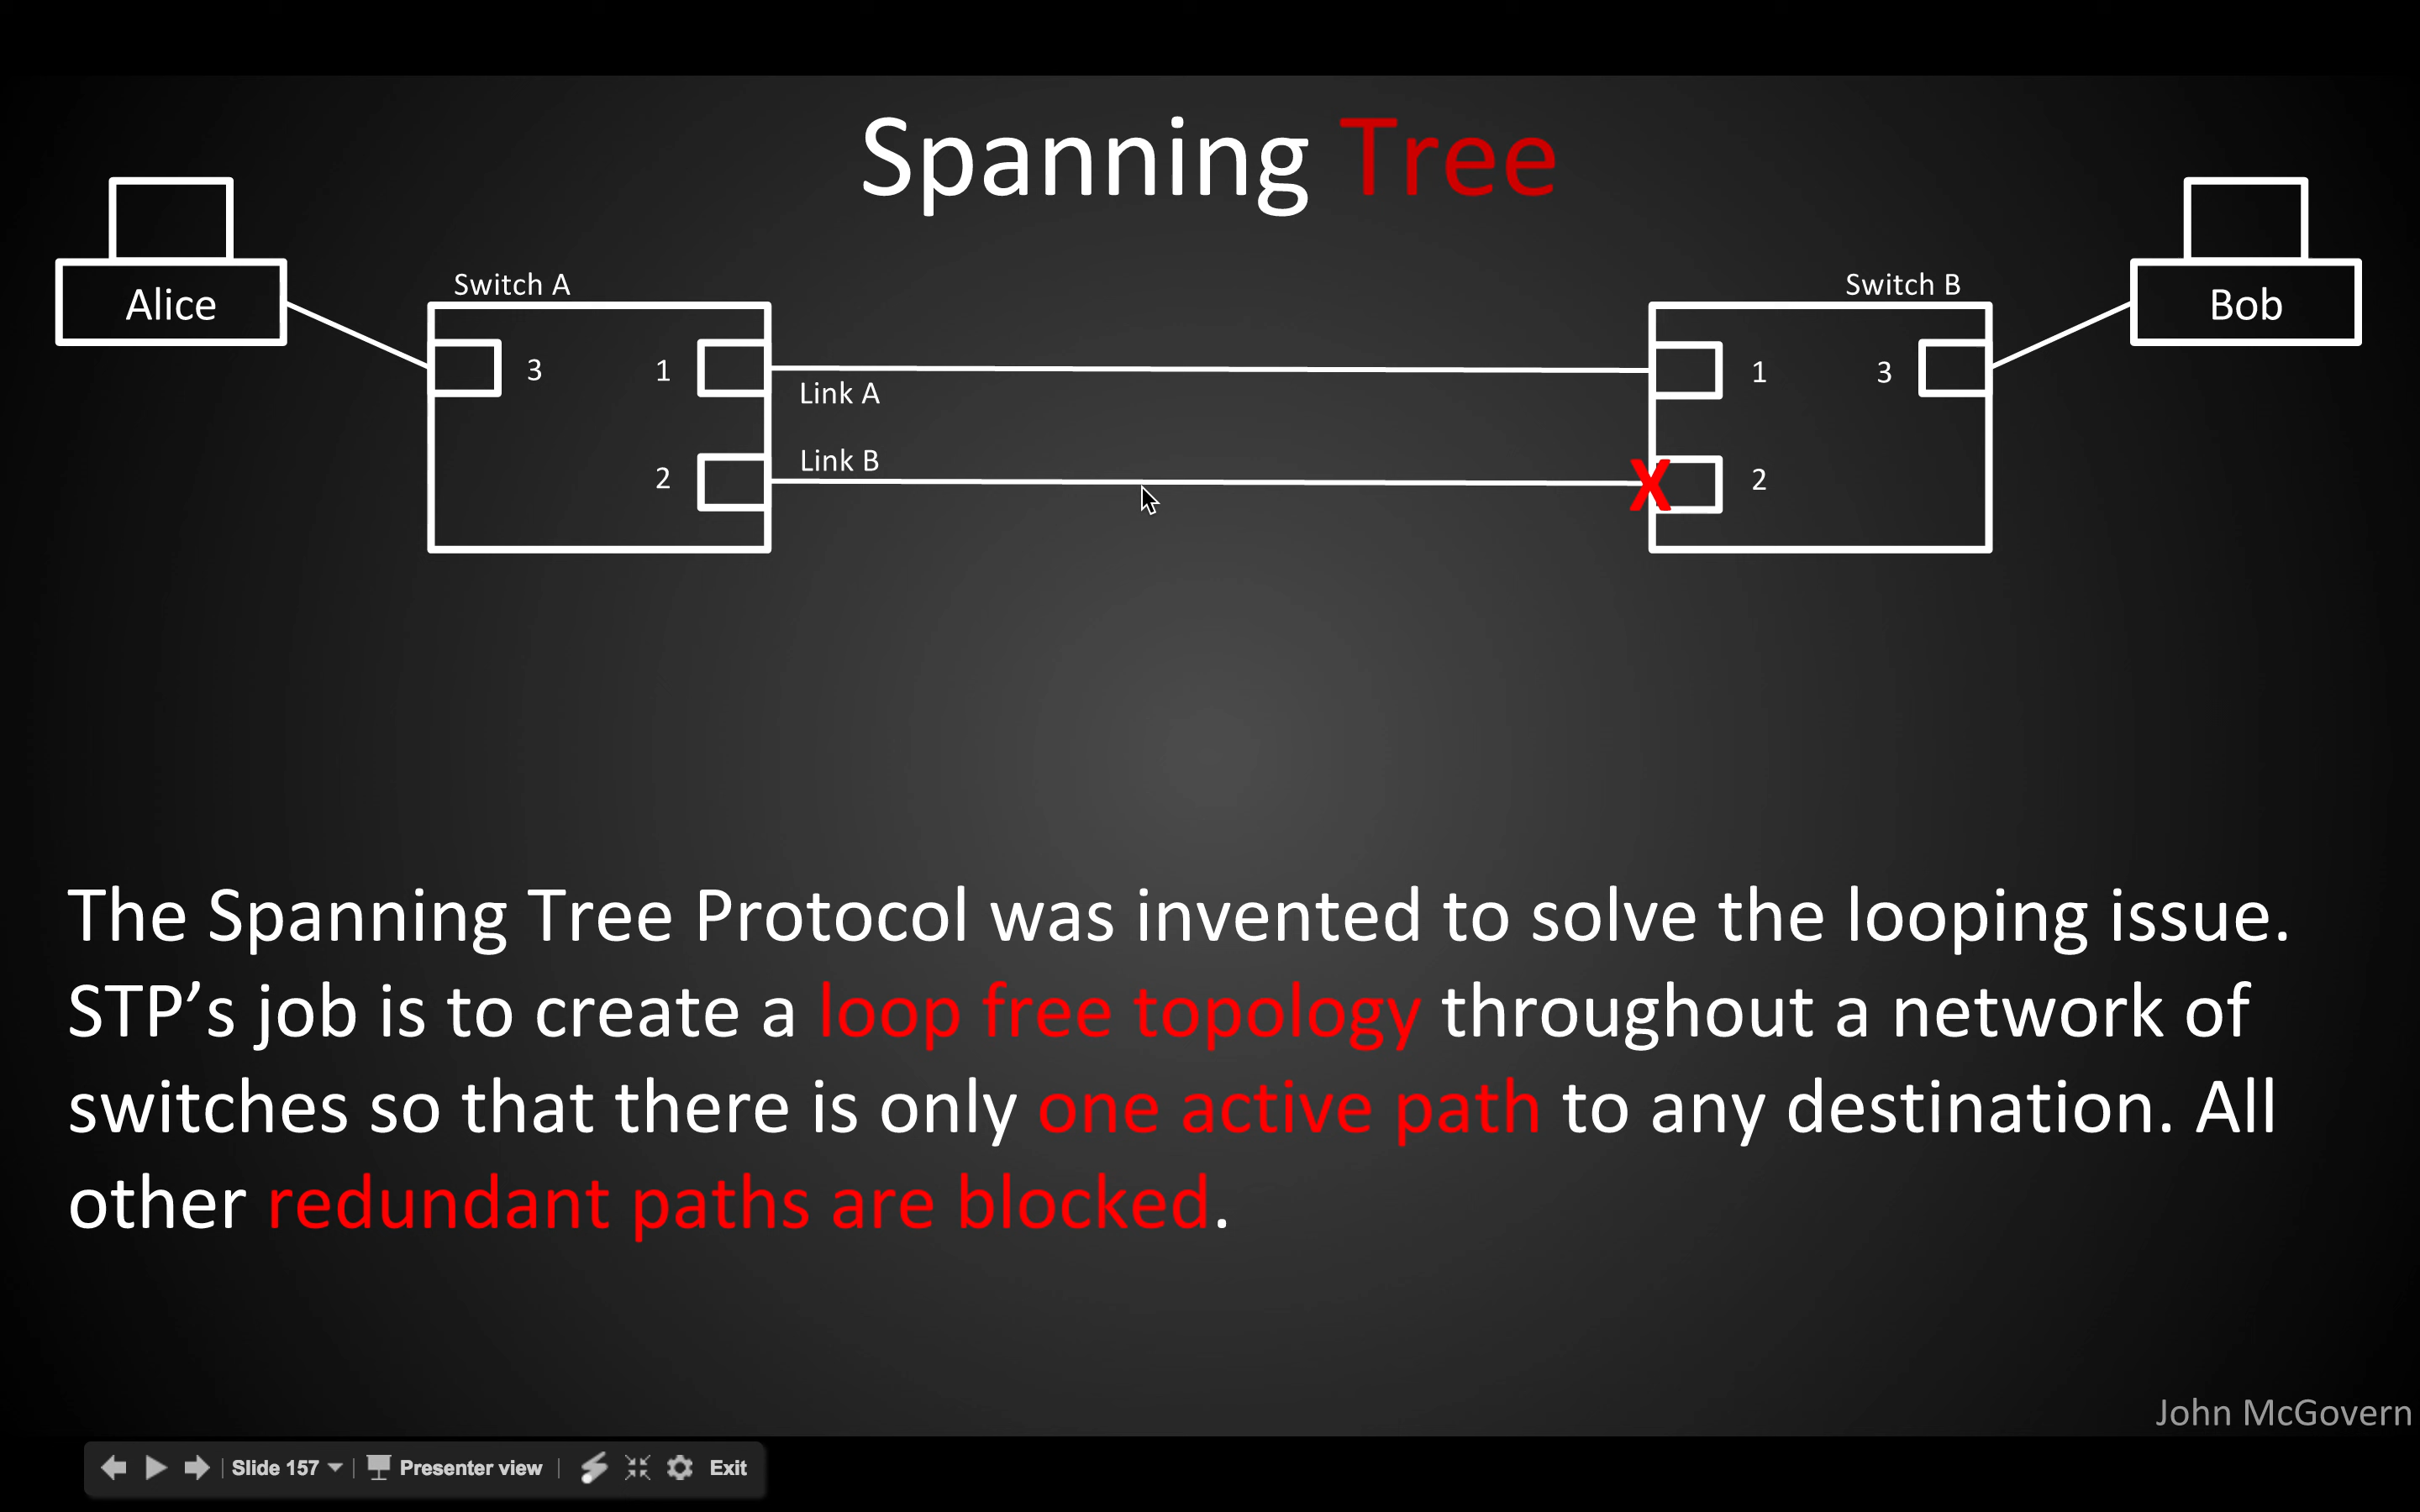 Spanning Tree
Alice
Switch A
Switch B
Bob
3 1
1 3
Link A
Link B
2
X
2
The Spanning Tree Protocol was invented to solve the looping issue.
STP’s job is to create a loop free topology throughout a network of
switches so that there is only one active path to any destination. All
other redundant paths are blocked.
John McGovern
Slide 157
Presenter view
Exit